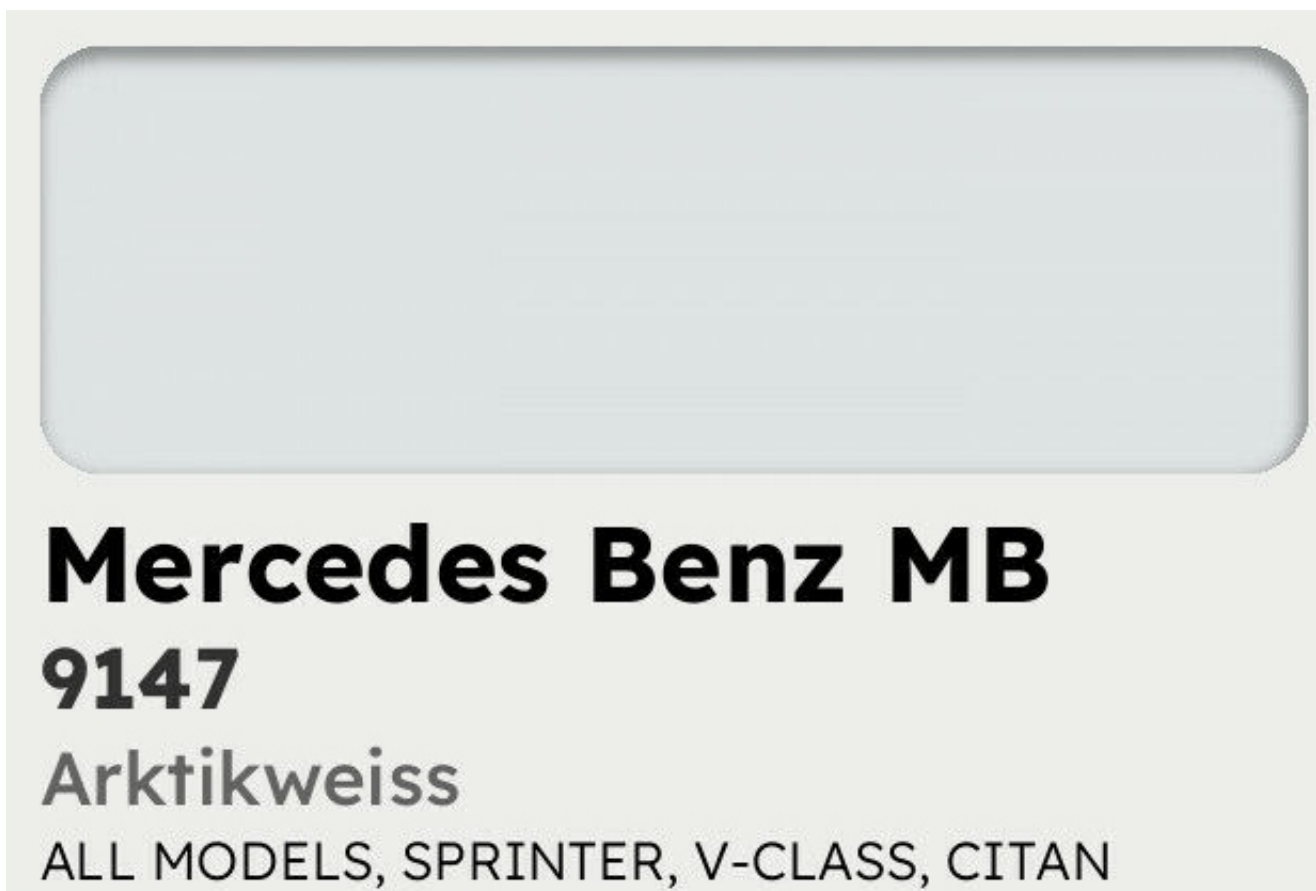 Mercedes Benz MB
9147
Arktikweiss
ALL MODELS, SPRINTER, V-CLASS, CITAN